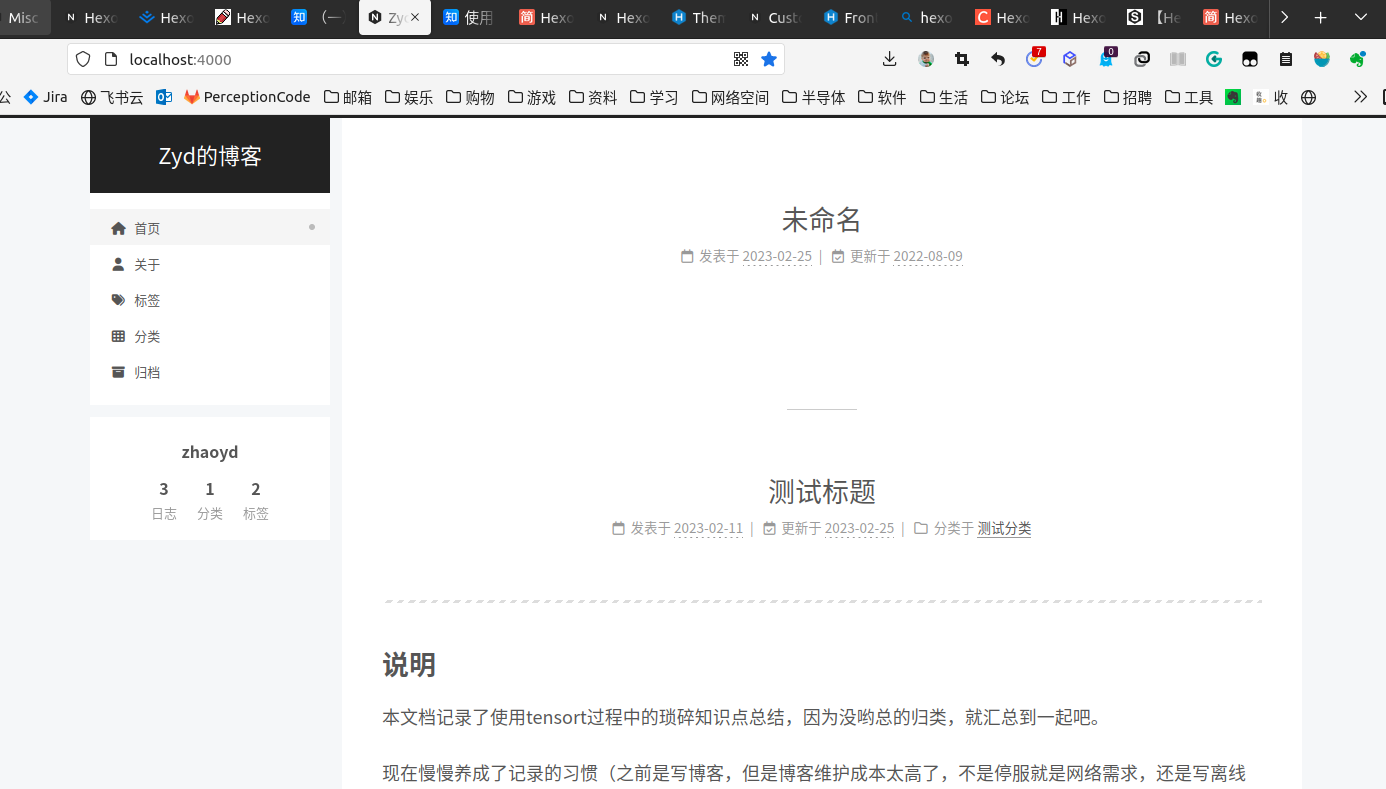 Misc Hexo Hexo Hexo 知 (一 Zyd 知 使用 简 Hexo Hexo Then Cust Fron hexo C Hexo Hexo 【He 简 Hexo
localhost:4000 7 0
公 Jira 飞书云 PerceptionCode 邮箱 娱乐 购物 游戏 资料 学习 网络空间 半导体 软件 生活 论坛 工作 招聘 工具 收
Zyd的博客
首页
关于
标签
分类
归档
zhaoyd
3 1 2
日志 分类 标签
未命名
发表于 2023-02-25 | 更新于 2022-08-09
测试标题
发表于 2023-02-11 | 更新于 2023-02-25 | 分类于 测试分类
说明
本文档记录了使用tensort过程中的琐碎知识点总结，因为没哟总的归类，就汇总到一起吧。
现在慢慢养成了记录的习惯（之前是写博客，但是博客维护成本太高了，不是停服就是网络需求，还是写离线